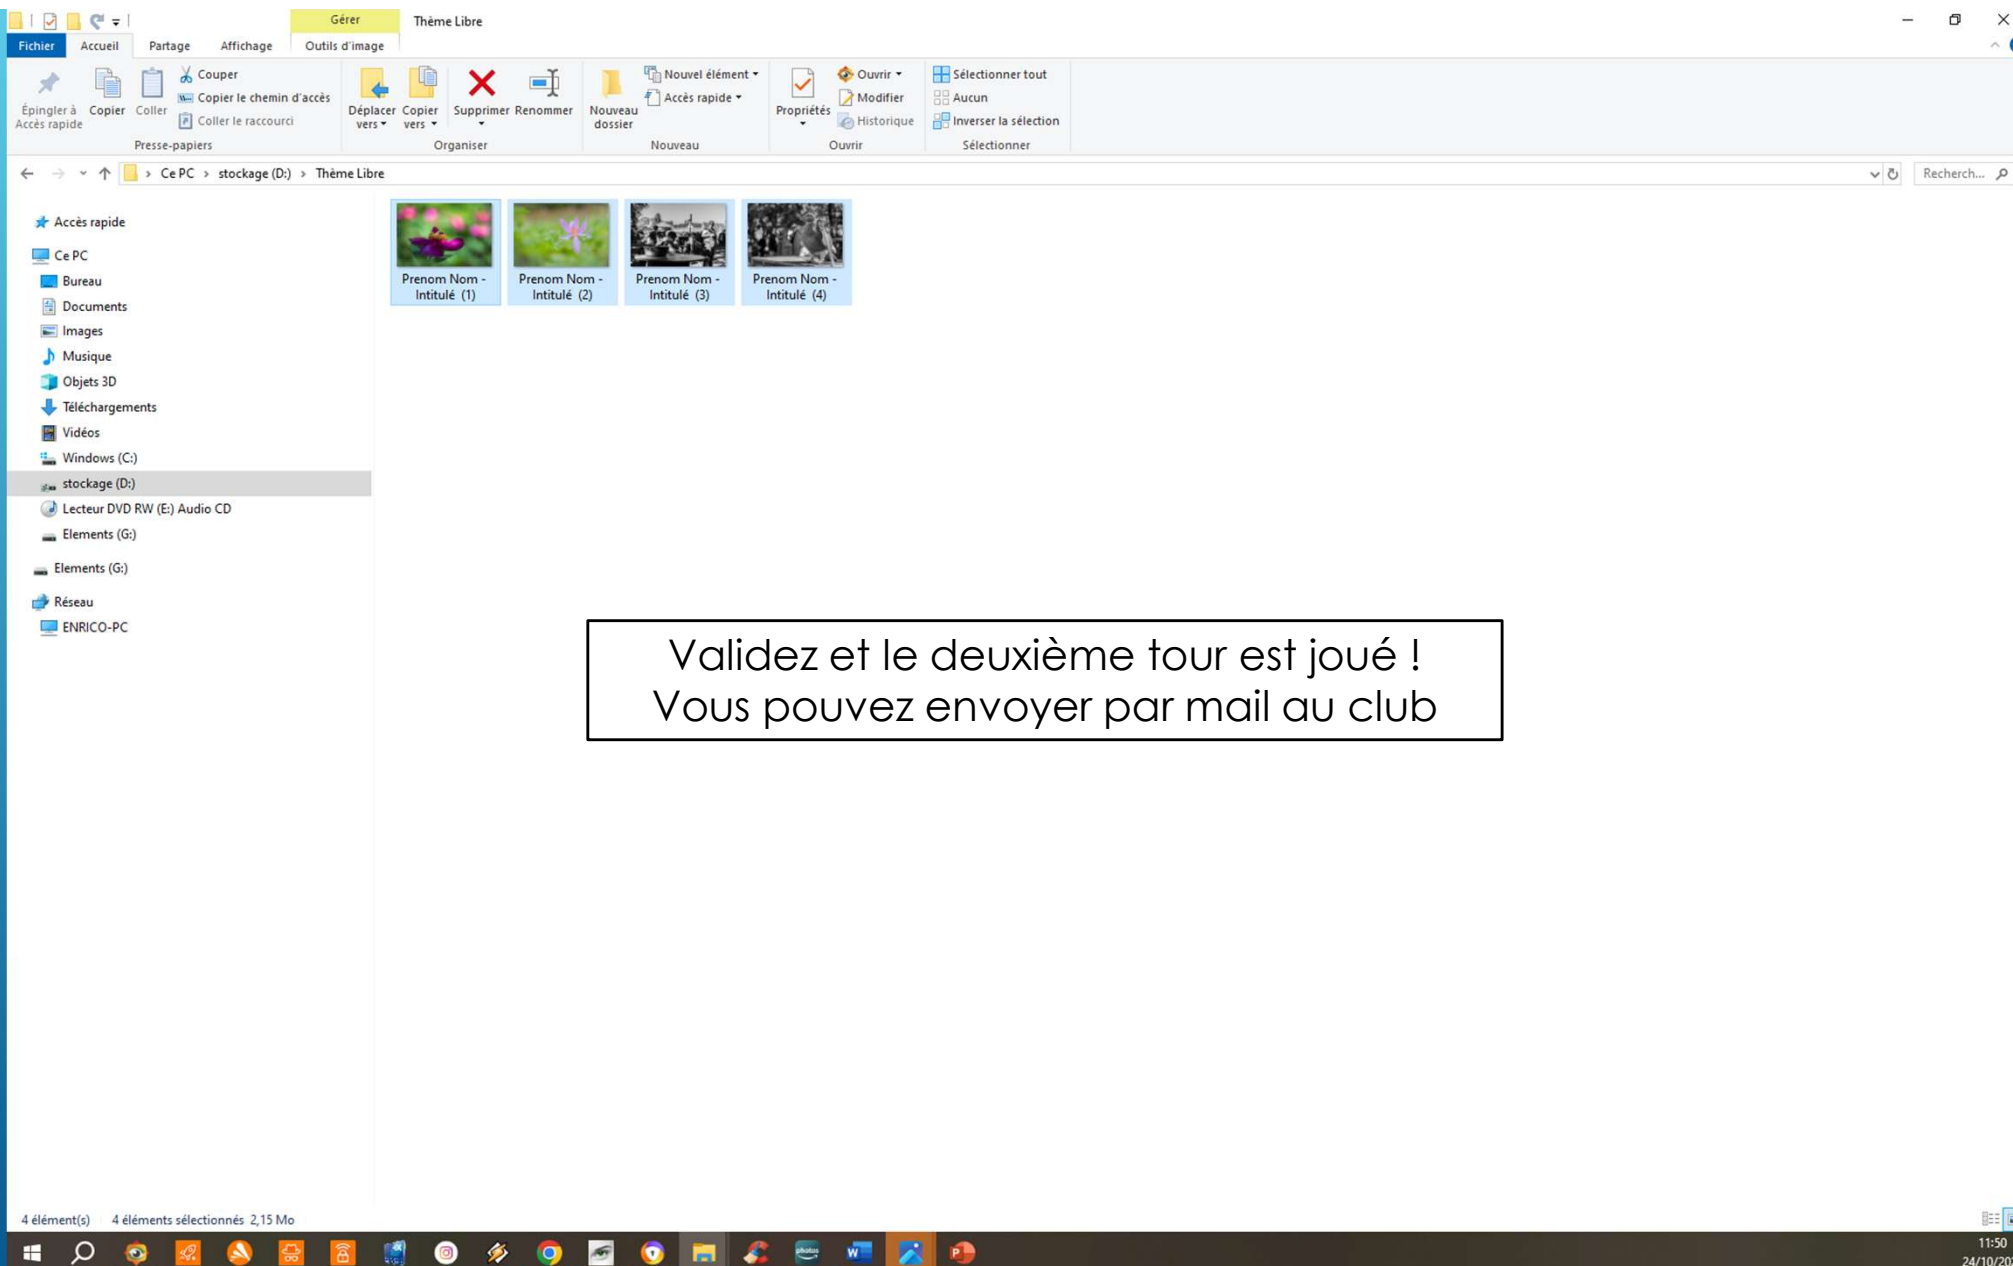 Gérer
Thème Libre
Fichier
Accueil
Partage
Affichage
Outils d'image
Épingler à
Accès rapide
Copier
Coller
Couper
Copier le chemin d'accès
Coller le raccourci
Presse-papiers
Déplacer
vers
Copier
vers
Supprimer
Renommer
Organiser
Nouveau
dossier
Nouvel élément
Accès rapide
Nouveau
Propriétés
Ouvrir
Modifier
Historique
Ouvrir
Sélectionner tout
Aucun
Inverser la sélection
Sélectionner
Ce PC > stockage (D:) > Thème Libre
Recherch...
Accès rapide
Ce PC
Bureau
Documents
Images
Musique
Objets 3D
Téléchargements
Vidéos
Windows (C:)
stockage (D:)
Lecteur DVD RW (E:) Audio CD
Elements (G:)
Elements (G:)
Réseau
ENRICO-PC
Prenom Nom -
Intitulé (1)
Prenom Nom -
Intitulé (2)
Prenom Nom -
Intitulé (3)
Prenom Nom -
Intitulé (4)
Validez et le deuxième tour est joué !
Vous pouvez envoyer par mail au club
4 élément(s)
4 éléments sélectionnés 2,15 Mo
photos
W
P
11:50
24/10/20